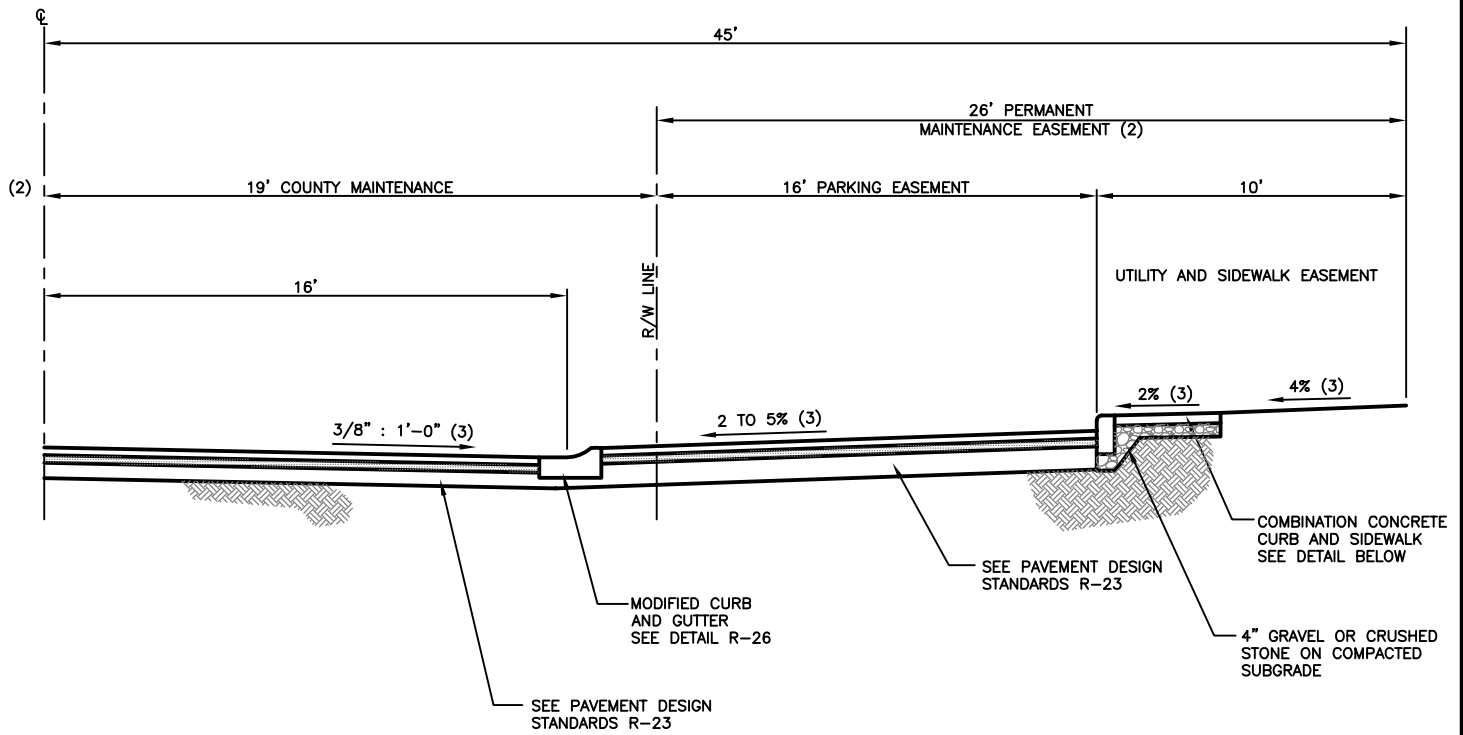 ℄
45'
26' PERMANENT
MAINTENANCE EASEMENT (2)
(2)
19' COUNTY MAINTENANCE
16' PARKING EASEMENT
10'
16'
R/W LINE
UTILITY AND SIDEWALK EASEMENT
3/8" : 1'-0" (3)
2 TO 5% (3)
2% (3)
4% (3)
COMBINATION CONCRETE
CURB AND SIDEWALK
SEE DETAIL BELOW
SEE PAVEMENT DESIGN
STANDARDS R-23
MODIFIED CURB
AND GUTTER
SEE DETAIL R-26
4" GRAVEL OR CRUSHED
STONE ON COMPACTED
SUBGRADE
SEE PAVEMENT DESIGN
STANDARDS R-23